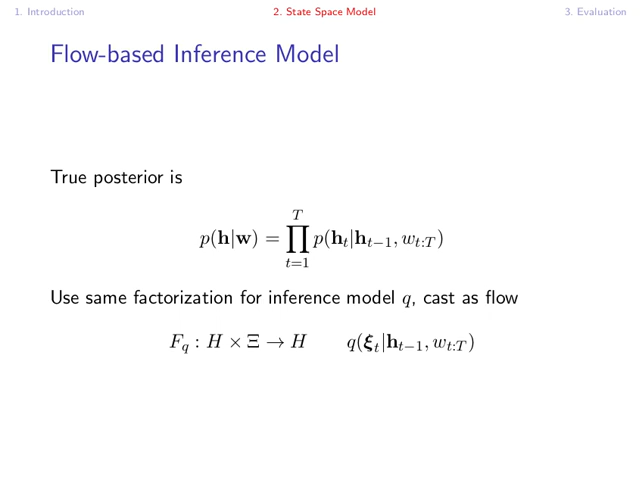 1. Introduction 2. State Space Model 3. Evaluation
Flow-based Inference Model
True posterior is
p(𝐡|𝐰) = ∏_{t=1}^{T} p(𝐡_t|𝐡_{t−1}, w_{t:T})
Use same factorization for inference model q, cast as flow
F_q : H × Ξ → H q(𝛏_t|𝐡_{t−1}, w_{t:T})